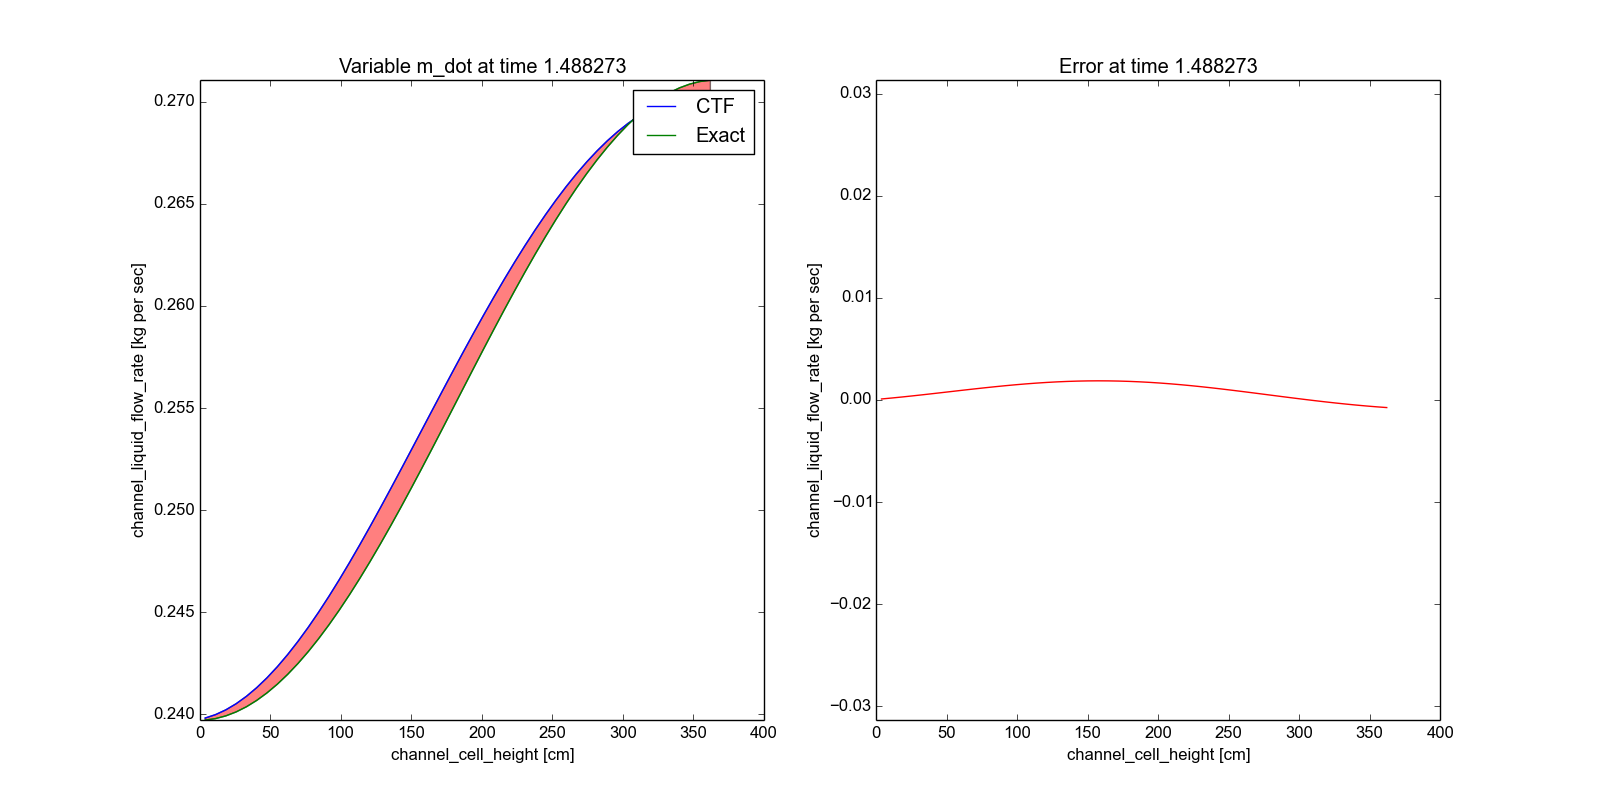 Variable m_dot at time 1.488273
channel_liquid_flow_rate [kg per sec]
0.270
0.265
0.260
0.255
0.250
0.245
0.240
CTF
Exact
0 50 100 150 200 250 300 350 400
channel_cell_height [cm]
Error at time 1.488273
channel_liquid_flow_rate [kg per sec]
0.03
0.02
0.01
0.00
−0.01
−0.02
−0.03
0 50 100 150 200 250 300 350 400
channel_cell_height [cm]